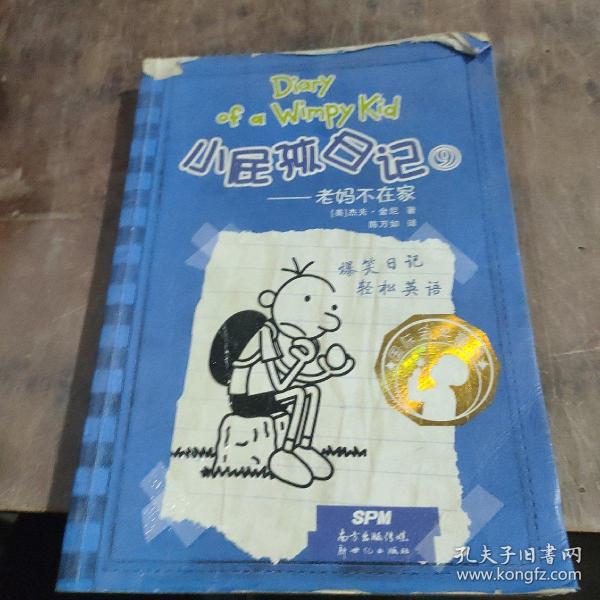 Diary
of a Wimpy Kid
小屁孩日记⑨
——老妈不在家
[美]杰夫·金尼 著
陈万如 译
爆笑日记
轻松英语
SPM
南方出版传媒
新世纪出版社
孔夫子旧书网
www.kongfz.com